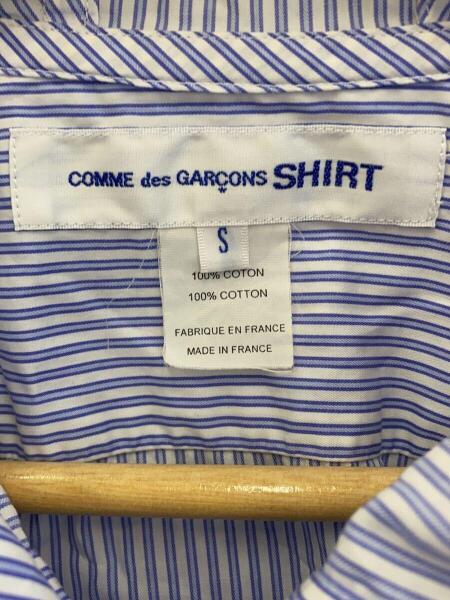 COMME des GARÇONS SHIRT
S
100% COTON
100% COTTON
FABRIQUE EN FRANCE
MADE IN FRANCE